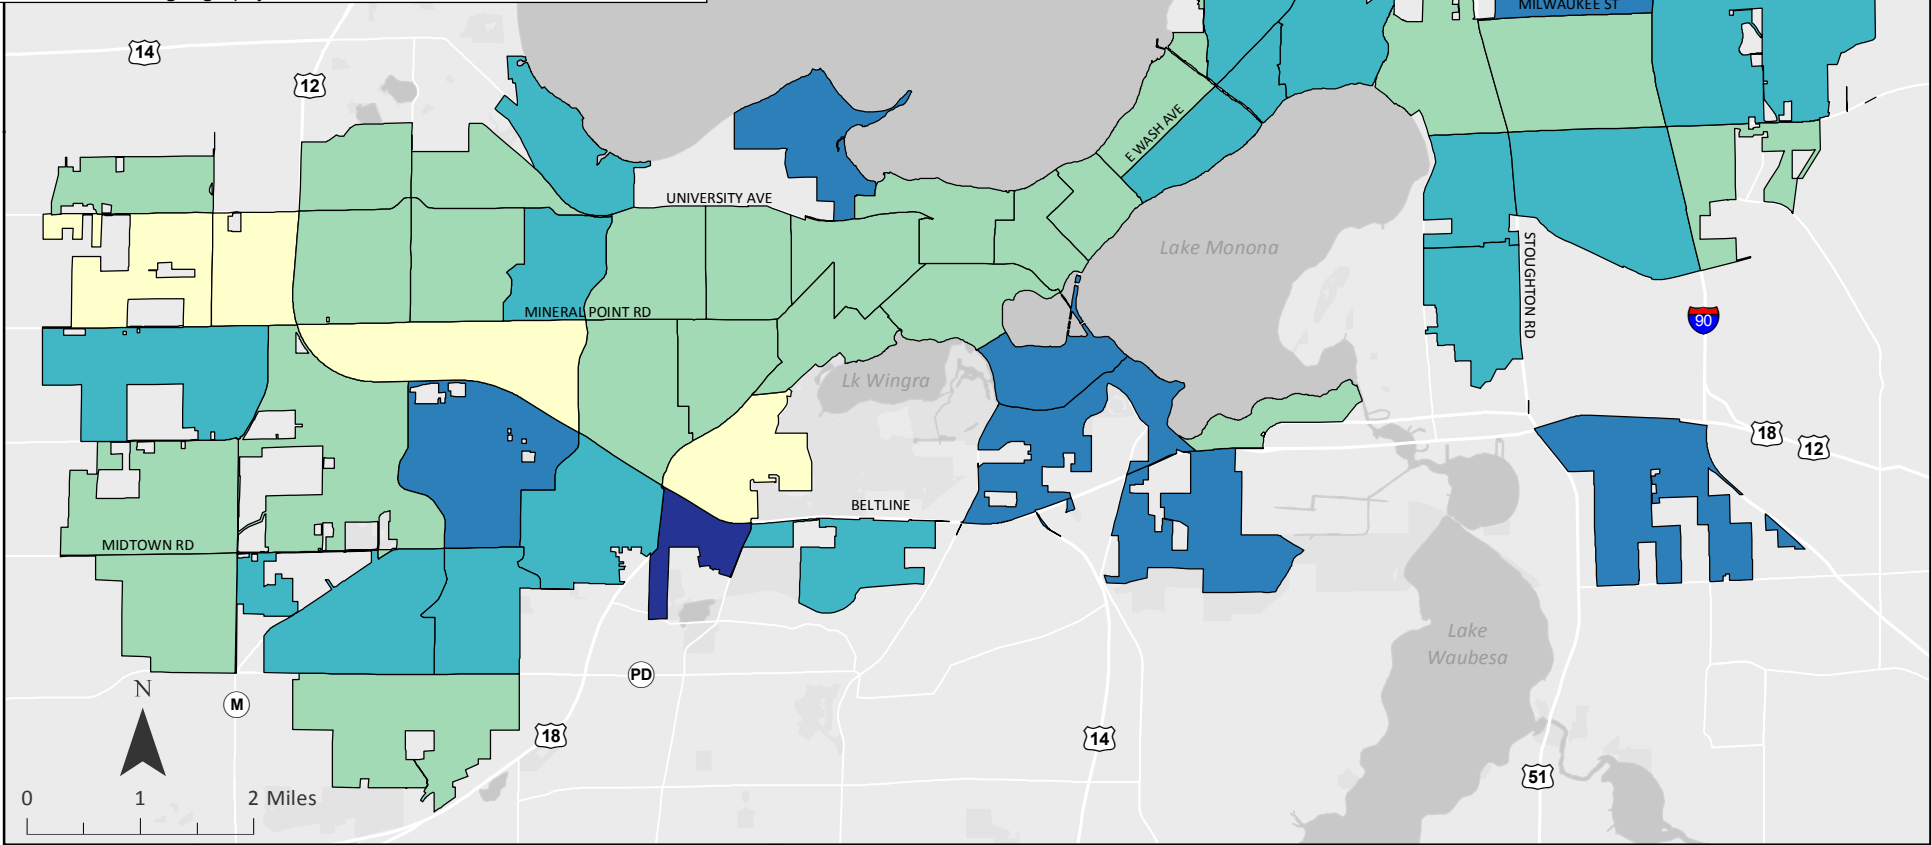 MILWAUKEE ST
14
12
E WASH AVE
UNIVERSITY AVE
Lake Monona
STOUGHTON RD
MINERAL POINT RD
90
Lk Wingra
18
12
BELTLINE
MIDTOWN RD
Lake
Waubesa
PD
N
M
18
14
51
0 1 2 Miles